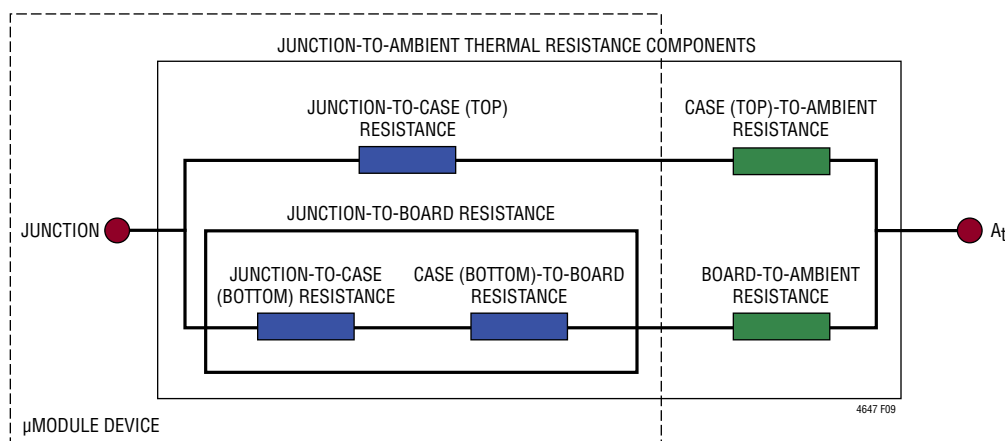 JUNCTION-TO-AMBIENT THERMAL RESISTANCE COMPONENTS
JUNCTION-TO-CASE (TOP)
RESISTANCE
CASE (TOP)-TO-AMBIENT
RESISTANCE
JUNCTION
JUNCTION-TO-BOARD RESISTANCE
At
JUNCTION-TO-CASE
(BOTTOM) RESISTANCE
CASE (BOTTOM)-TO-BOARD
RESISTANCE
BOARD-TO-AMBIENT
RESISTANCE
4647 F09
µMODULE DEVICE